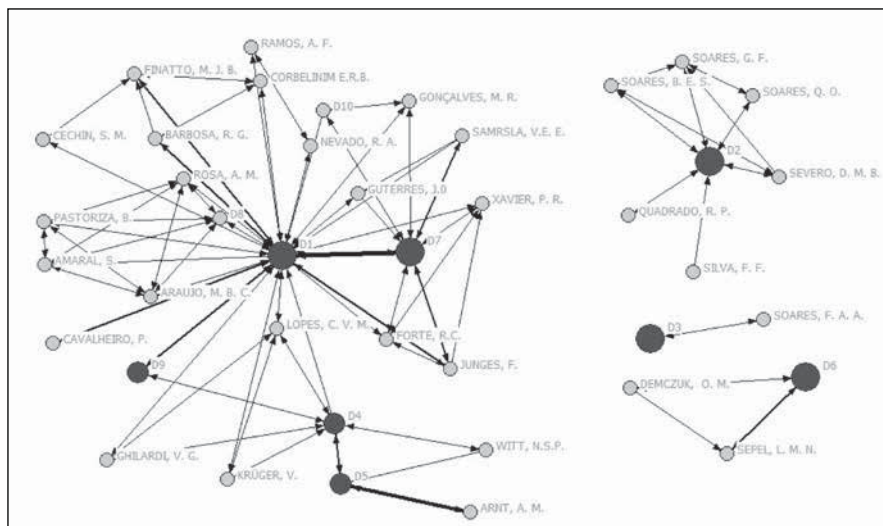 RAMOS, A. F.
FINATTO, M. J. B.
CORBELINIM E.R.B.
D10
GONÇALVES, M. R.
CECHIN, S. M.
BARBOSA, R. G.
NEVADO, R. A.
SAMRSLA, V.E. E.
ROSA, A. M.
GUTERRES, J.O
XAVIER, P. R.
PASTORIZA, B.
D8
D1
D7
AMARAL, S.
ARAUJO, M. B. C.
CAVALHEIRO, P.
LOPES, C. V. M.
FORTE, R.C.
JUNGES, F.
D9
D4
GHILARDI, V. G.
KRÜGER, V.
D5
WITT, N.S.P.
ARNT, A. M.
SOARES, G. F.
SOARES, B. E. S.
SOARES, Q. O.
D2
SEVERO, D. M. B.
QUADRADO, R. P.
SILVA, F. F.
D3
SOARES, F. A. A.
D6
DEMCZUK, O. M.
SEPEL, L. M. N.